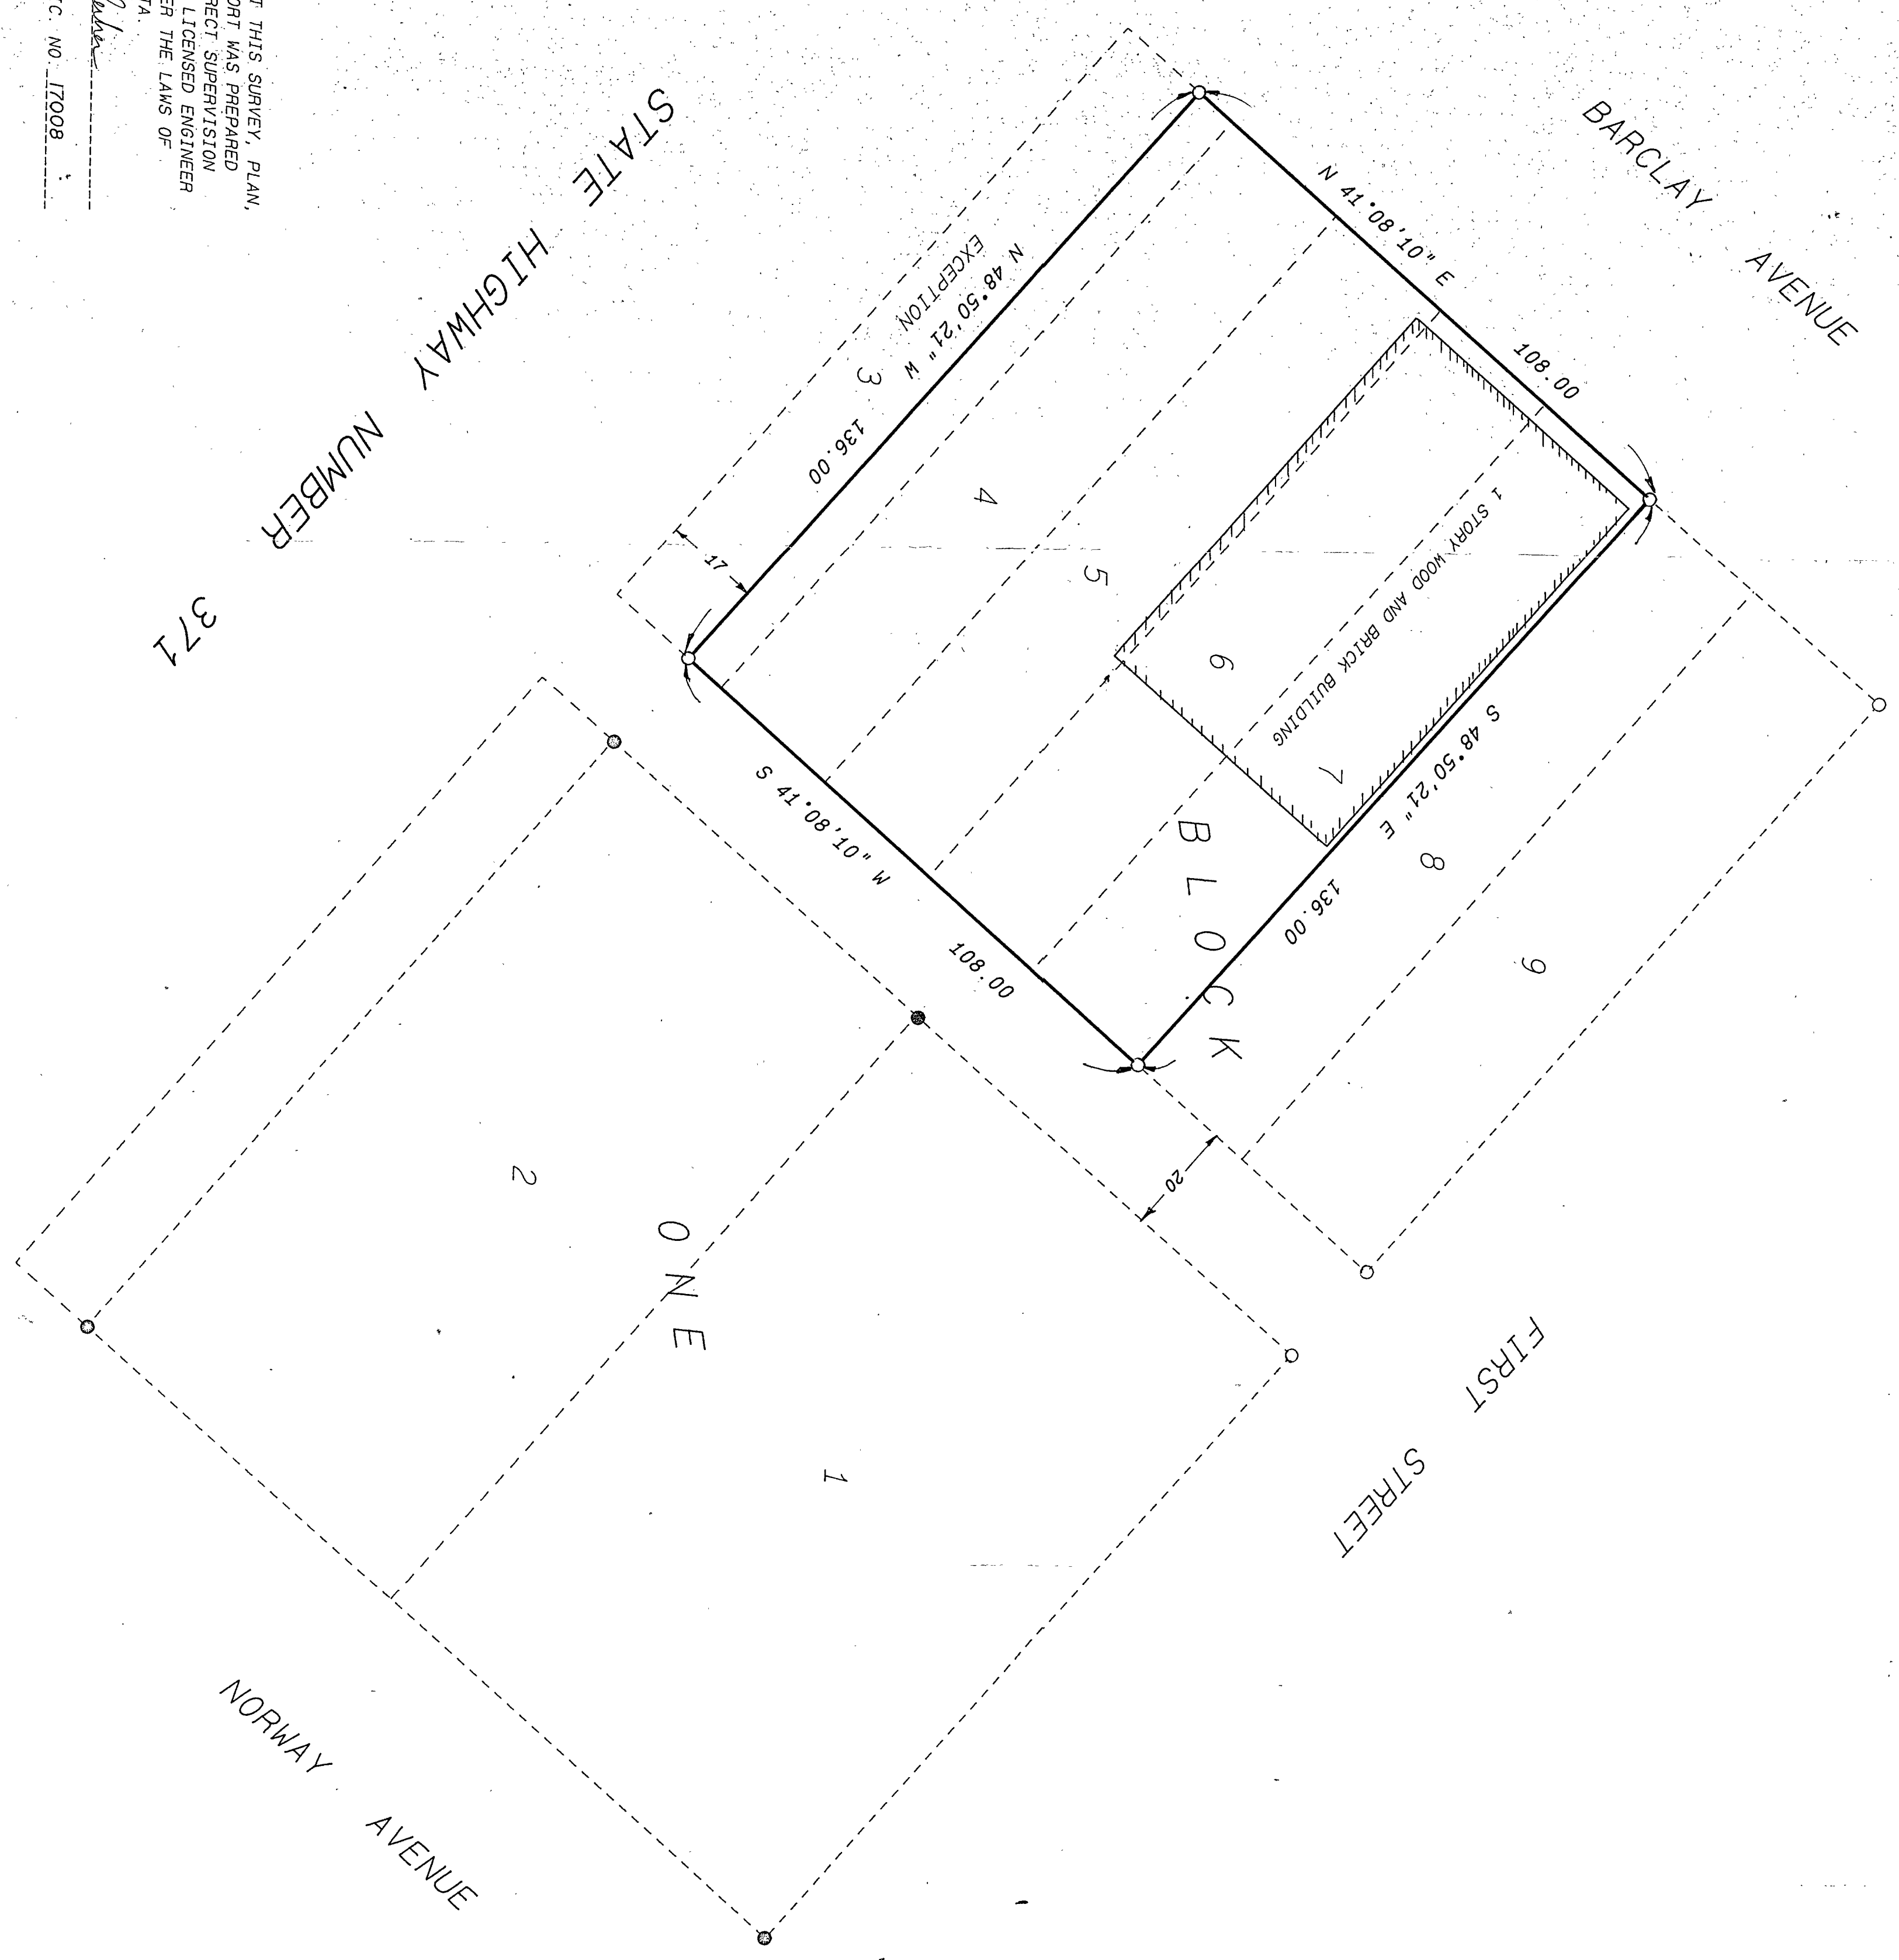 BARCLAY AVENUE
STATE HIGHWAY NUMBER 371
N 41°08'10" E
108.00
N 48°50'21" W
136.00
EXCEPTION
3
4
5
6
7
8
9
1 STORY WOOD AND BRICK BUILDING
S 48°50'21" E
136.00
S 41°08'10" W
108.00
17
20
BLOCK
ONE
2
1
FIRST STREET
NORWAY AVENUE
T THIS SURVEY, PLAN,
ORT WAS PREPARED
RECT SUPERVISION
LICENSED ENGINEER
ER THE LAWS OF
TA.
C. NO. 17008